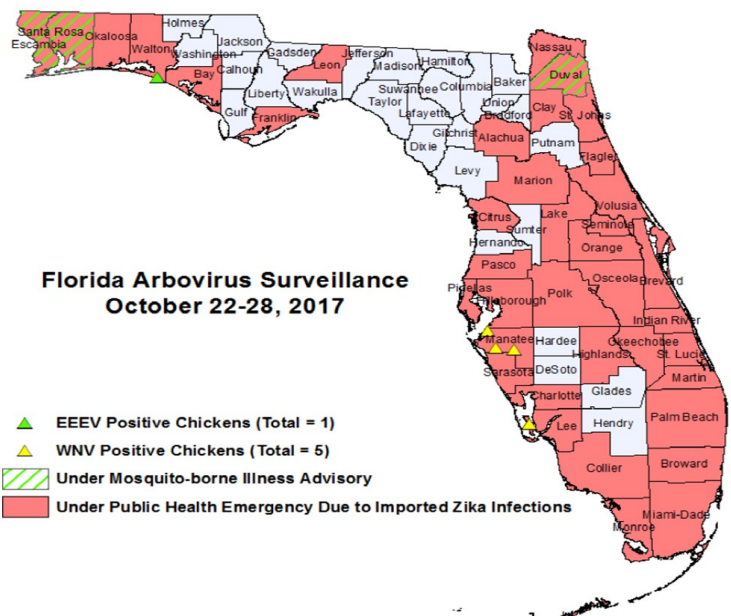 Holmes
Santa Rosa
Escambia
Okaloosa
Walton
Washington
Jackson
Bay
Calhoun
Gadsden
Leon
Jefferson
Madison
Hamilton
Liberty
Wakulla
Gulf
Franklin
Taylor
Suwannee
Columbia
Baker
Lafayette
Union
Bradford
Nassau
Duval
Clay
St. Johns
Gilchrist
Alachua
Putnam
Dixie
Flagler
Levy
Marion
Volusia
Citrus
Lake
Sumter
Seminole
Hernando
Orange
Pasco
Osceola
Brevard
Pinellas
Hillsborough
Polk
Indian River
Manatee
Hardee
Okeechobee
Highlands
St. Lucie
Sarasota
DeSoto
Martin
Charlotte
Glades
Lee
Hendry
Palm Beach
Collier
Broward
Monroe
Miami-Dade
Florida Arbovirus Surveillance
October 22-28, 2017
EEEV Positive Chickens (Total = 1)
WNV Positive Chickens (Total = 5)
Under Mosquito-borne Illness Advisory
Under Public Health Emergency Due to Imported Zika Infections